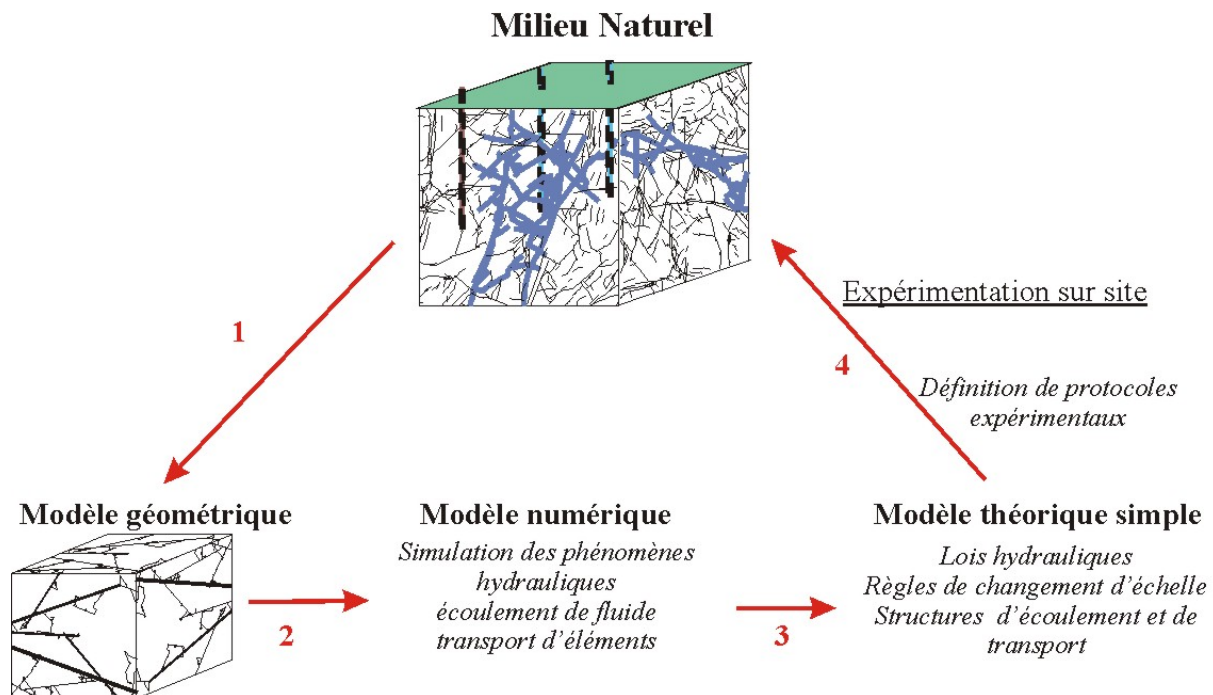 Milieu Naturel
1
Expérimentation sur site
4
Définition de protocoles
expérimentaux
Modèle géométrique
2
Modèle numérique
Simulation des phénomènes
hydrauliques
écoulement de fluide
transport d'éléments
3
Modèle théorique simple
Lois hydrauliques
Règles de changement d'échelle
Structures d'écoulement et de
transport